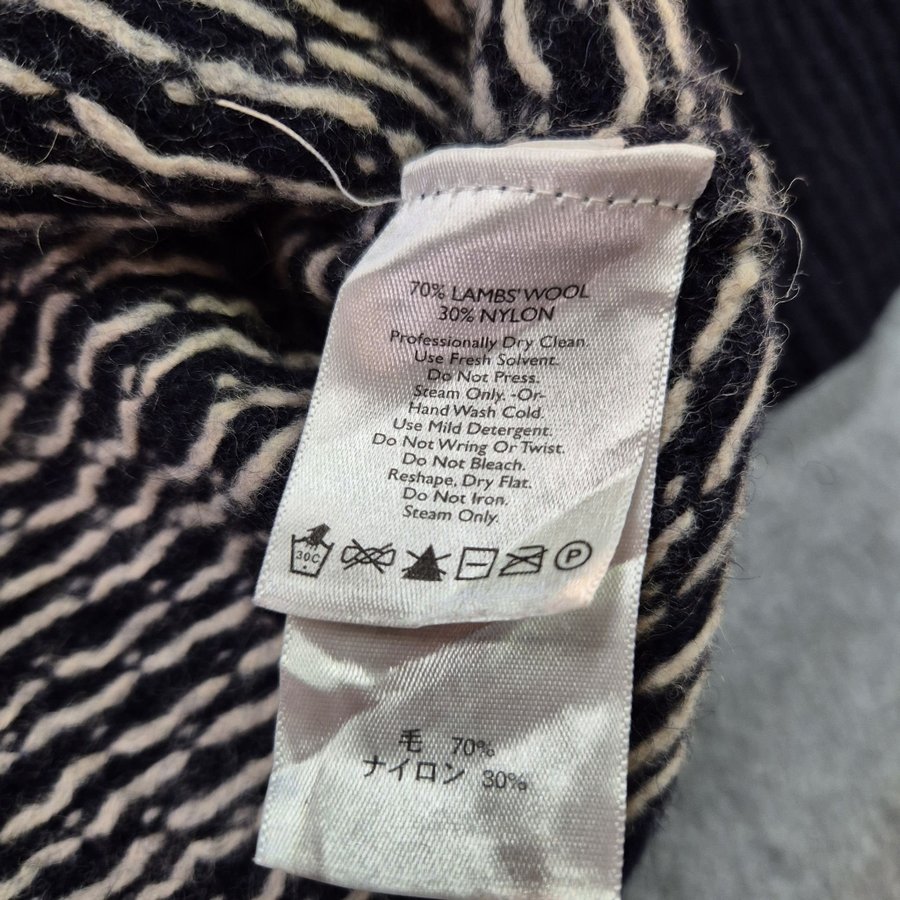 70% LAMBS' WOOL
30% NYLON
Professionally Dry Clean.
Use Fresh Solvent.
Do Not Press.
Steam Only. -Or-
Hand Wash Cold.
Use Mild Detergent.
Do Not Wring Or Twist.
Do Not Bleach.
Reshape, Dry Flat.
Do Not Iron.
Steam Only.
30C P
毛 70%
ナイロン 30%